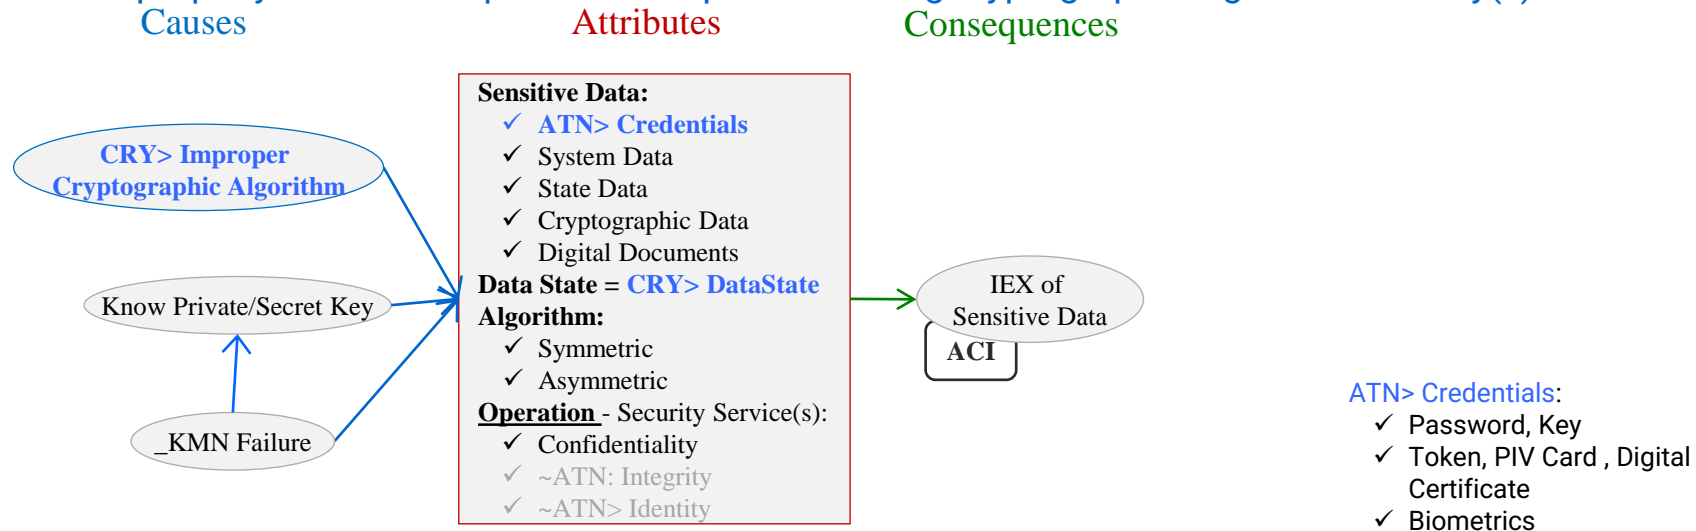 Causes
Attributes
Consequences
CRY> Improper
Cryptographic Algorithm
Know Private/Secret Key
_KMN Failure
Sensitive Data:
✓ ATN> Credentials
✓ System Data
✓ State Data
✓ Cryptographic Data
✓ Digital Documents
Data State = CRY> DataState
Algorithm:
✓ Symmetric
✓ Asymmetric
Operation - Security Service(s):
✓ Confidentiality
✓ ~ATN: Integrity
✓ ~ATN> Identity
IEX of
Sensitive Data
ACI
ATN> Credentials:
✓ Password, Key
✓ Token, PIV Card , Digital
Certificate
✓ Biometrics